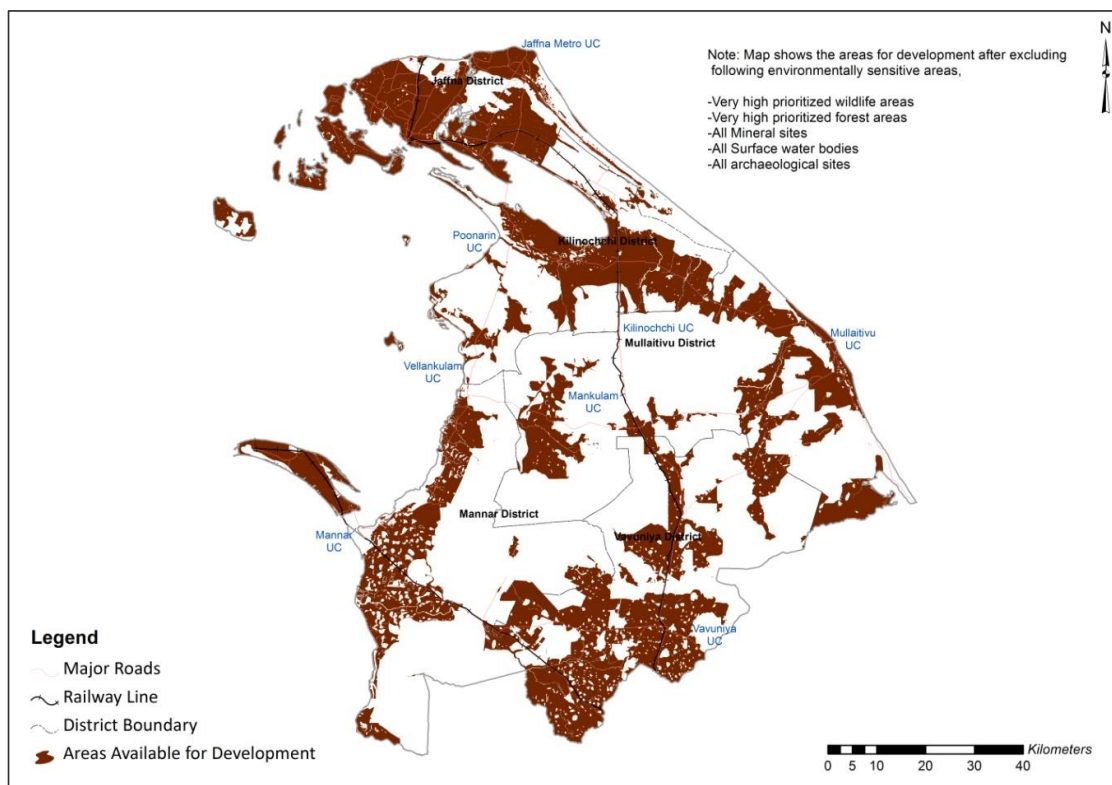 Jaffna Metro UC
N
Note: Map shows the areas for development after excluding
following environmentally sensitive areas,
-Very high prioritized wildlife areas
-Very high prioritized forest areas
-All Mineral sites
-All Surface water bodies
-All archaeological sites
Jaffna District
Poonarin
UC
Kilinochchi District
Kilinochchi UC
Mullaitivu District
Mullaitivu
UC
Vellankulam
UC
Mankulam
UC
Mannar District
Mannar
UC
Vavuniya District
Vavuniya
UC
Legend
Major Roads
Railway Line
District Boundary
Areas Available for Development
Kilometers
0 5 10 20 30 40